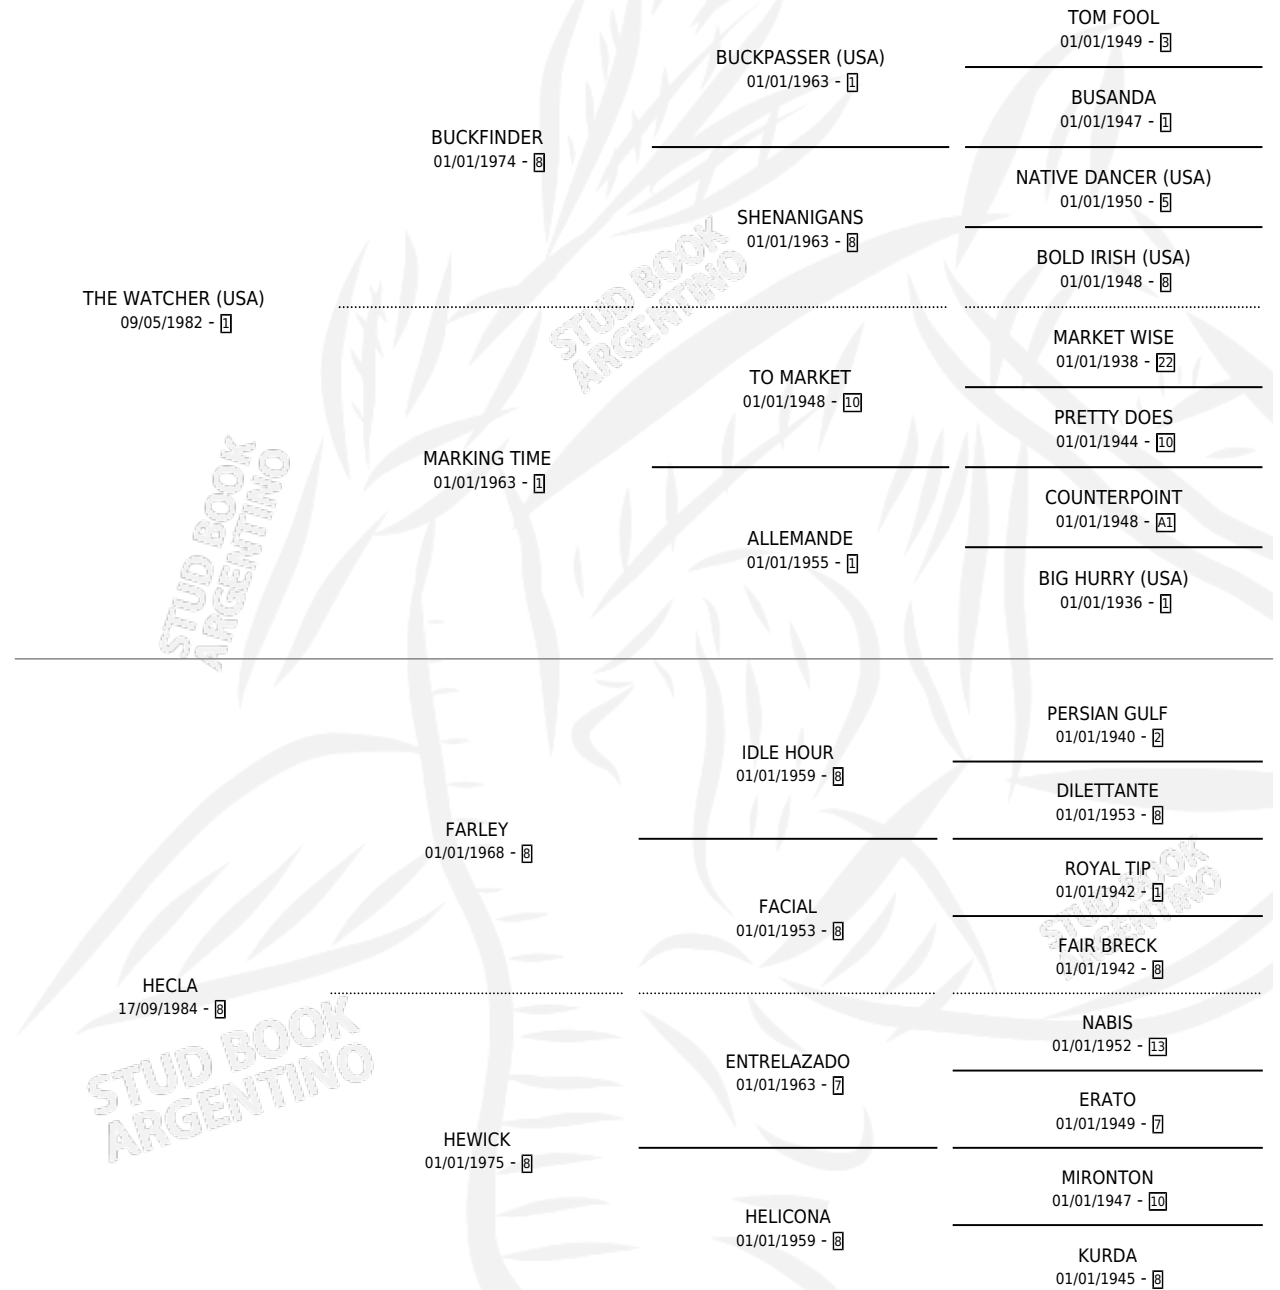 TOM FOOL
01/01/1949 - 3
BUCKPASSER (USA)
01/01/1963 - 1
BUSANDA
01/01/1947 - 1
BUCKFINDER
01/01/1974 - 8
NATIVE DANCER (USA)
01/01/1950 - 5
SHENANIGANS
01/01/1963 - 8
BOLD IRISH (USA)
01/01/1948 - 8
THE WATCHER (USA)
09/05/1982 - 1
STUD BOOK
ARGENTINO
MARKET WISE
01/01/1938 - 22
TO MARKET
01/01/1948 - 10
PRETTY DOES
01/01/1944 - 10
MARKING TIME
01/01/1963 - 1
COUNTERPOINT
01/01/1948 - A1
ALLEMANDE
01/01/1955 - 1
BIG HURRY (USA)
01/01/1936 - 1
STUD BOOK
ARGENTINO
PERSIAN GULF
01/01/1940 - 2
IDLE HOUR
01/01/1959 - 8
DILETTANTE
01/01/1953 - 8
FARLEY
01/01/1968 - 8
ROYAL TIP
01/01/1942 - 1
FACIAL
01/01/1953 - 8
FAIR BRECK
01/01/1942 - 8
STUD BOOK
ARGENTINO
HECLA
17/09/1984 - 8
STUD BOOK
ARGENTINO
NABIS
01/01/1952 - 13
ENTRELAZADO
01/01/1963 - 7
ERATO
01/01/1949 - 7
HEWICK
01/01/1975 - 8
MIRONTON
01/01/1947 - 10
HELICONA
01/01/1959 - 8
KURDA
01/01/1945 - 8